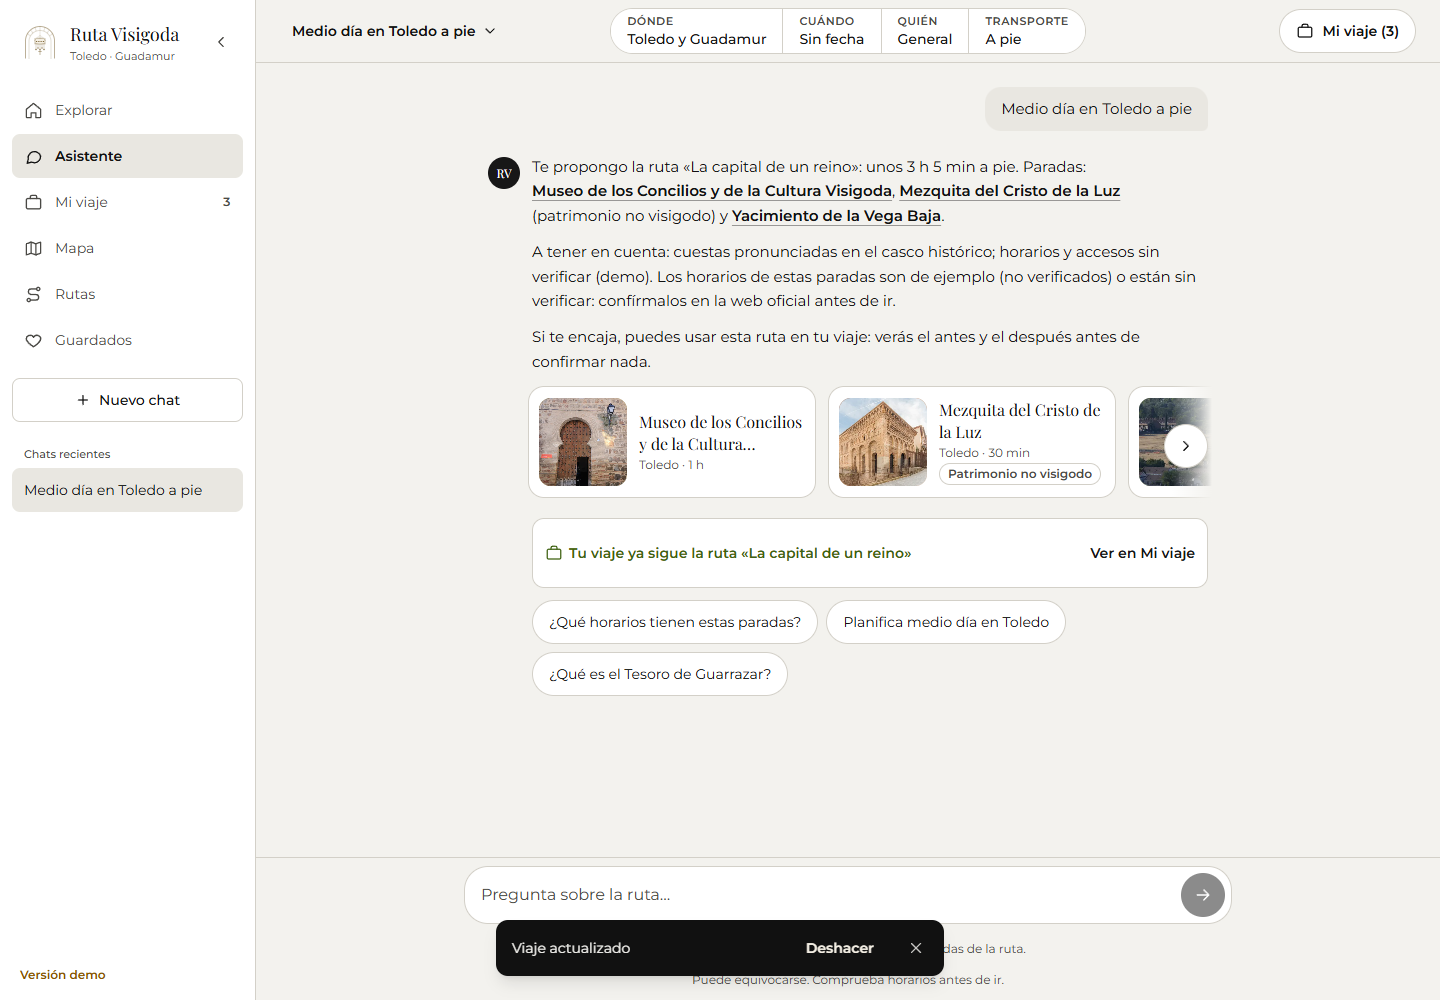 Ruta Visigoda
Toledo · Guadamur
Explorar
Asistente
Mi viaje
3
Mapa
Rutas
Guardados
Nuevo chat
Chats recientes
Medio día en Toledo a pie
Versión demo
Medio día en Toledo a pie
DÓNDE
Toledo y Guadamur
CUÁNDO
Sin fecha
QUIÉN
General
TRANSPORTE
A pie
Mi viaje (3)
Medio día en Toledo a pie
RV
Te propongo la ruta «La capital de un reino»: unos 3 h 5 min a pie. Paradas:
Museo de los Concilios y de la Cultura Visigoda, Mezquita del Cristo de la Luz
(patrimonio no visigodo) y Yacimiento de la Vega Baja.
A tener en cuenta: cuestas pronunciadas en el casco histórico; horarios y accesos sin
verificar (demo). Los horarios de estas paradas son de ejemplo (no verificados) o están sin
verificar: confírmalos en la web oficial antes de ir.
Si te encaja, puedes usar esta ruta en tu viaje: verás el antes y el después antes de
confirmar nada.
Museo de los Concilios
y de la Cultura...
Toledo · 1 h
Mezquita del Cristo de
la Luz
Toledo · 30 min
Patrimonio no visigodo
Tu viaje ya sigue la ruta «La capital de un reino»
Ver en Mi viaje
¿Qué horarios tienen estas paradas?
Planifica medio día en Toledo
¿Qué es el Tesoro de Guarrazar?
Pregunta sobre la ruta...
Viaje actualizado
Deshacer
de la ruta.
Puede equivocarse. Comprueba horarios antes de ir.